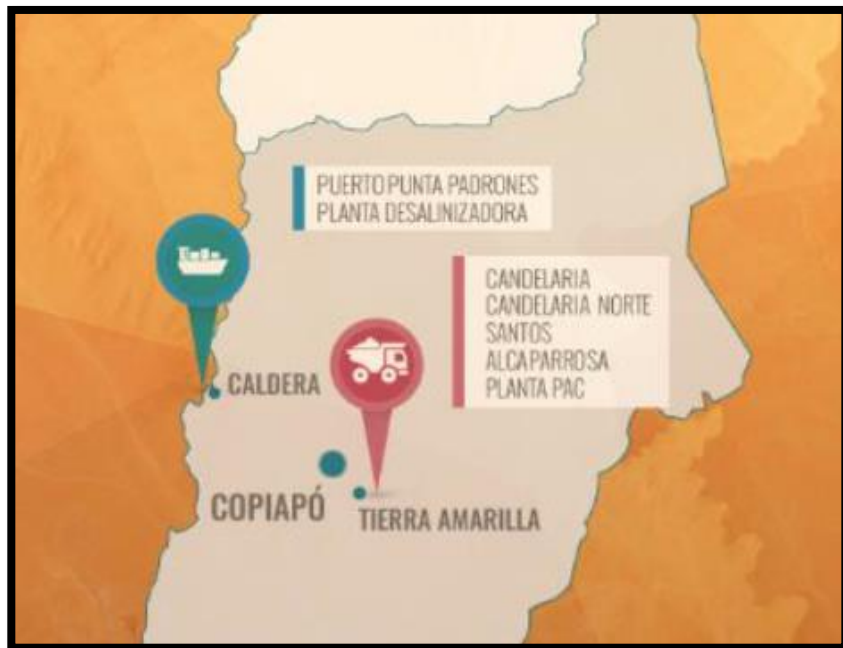 PUERTO PUNTA PADRONES
PLANTA DESALINIZADORA
CANDELARIA
CANDELARIA NORTE
SANTOS
ALCAPARROSA
PLANTA PAC
CALDERA
COPIAPÓ
TIERRA AMARILLA